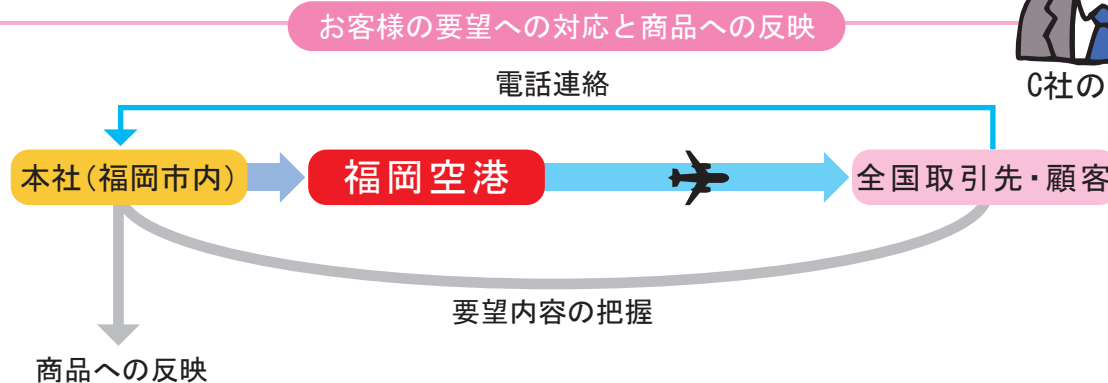 お客様の要望への対応と商品への反映
C社の
電話連絡
本社(福岡市内)
福岡空港
全国取引先・顧客
要望内容の把握
商品への反映